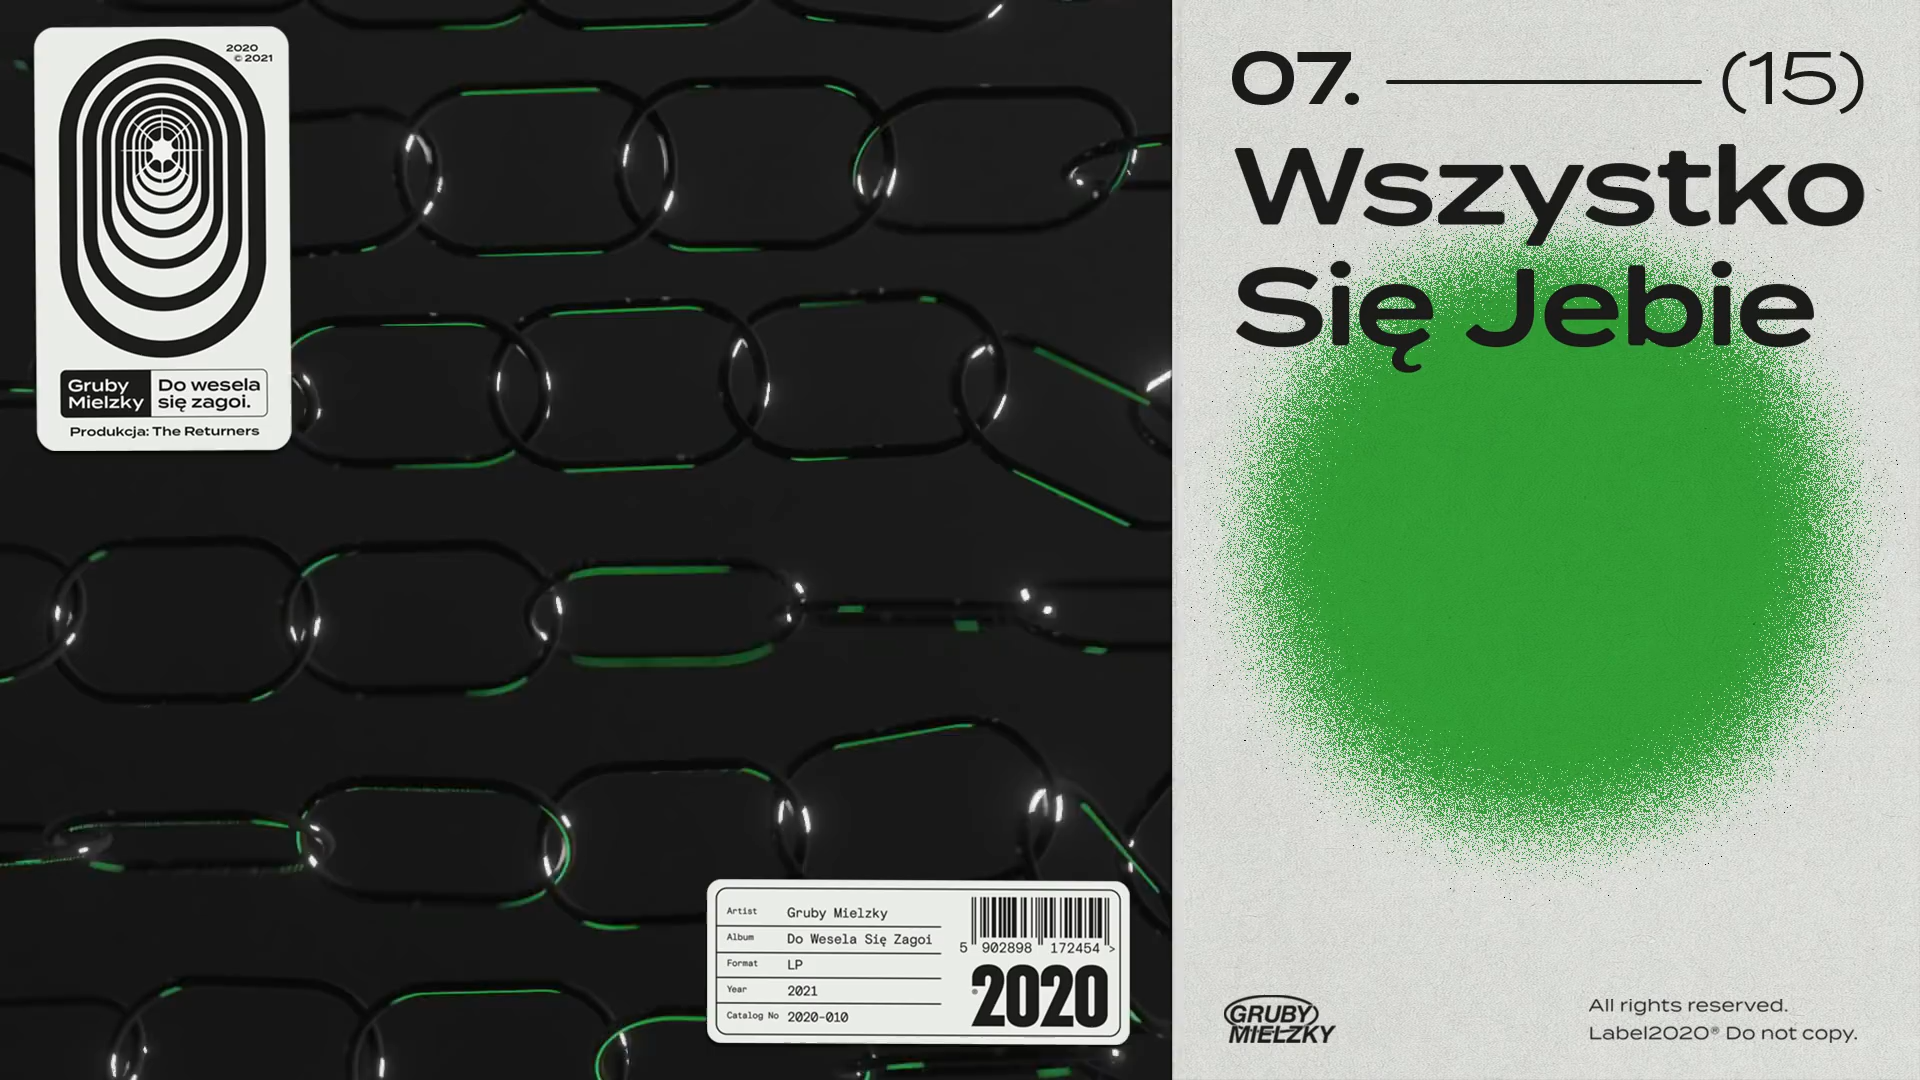 2020
© 2021
Gruby
Mielzky
Do wesela
się zagoi.
Produkcja: The Returners
07. (15)
Wszystko
Się Jebie
Artist Gruby Mielzky
Album Do Wesela Się Zagoi
Format LP
Year 2021
Catalog No 2020-010
5 902898 172454 >
2020
GRUBY
MIELZKY
All rights reserved.
Label2020® Do not copy.